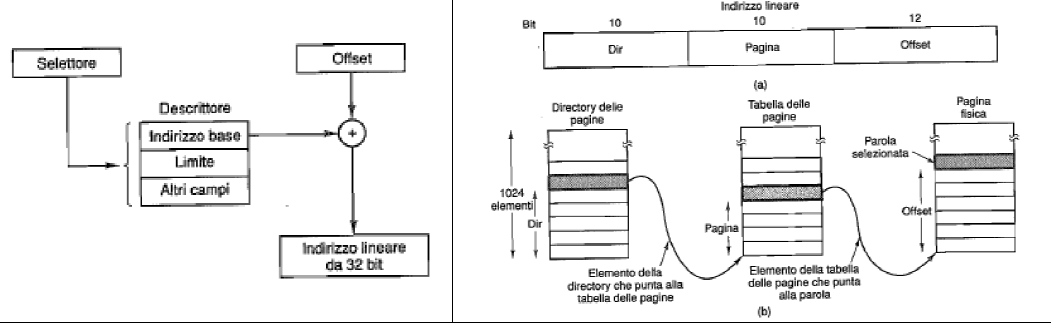 Selettore
Offset
Descrittore
Indirizzo base
Limite
Altri campi
+
Indirizzo lineare
da 32 bit
Indirizzo lineare
Bit
10
10
12
Dir
Pagina
Offset
(a)
Directory delle
pagine
Tabella delle
pagine
Pagina
fisica
Parola
selezionata
1024
elementi
Dir
Pagina
Offset
Elemento della
directory che punta alla
tabella delle pagine
Elemento della tabella
delle pagine che punta
alla parola
(b)